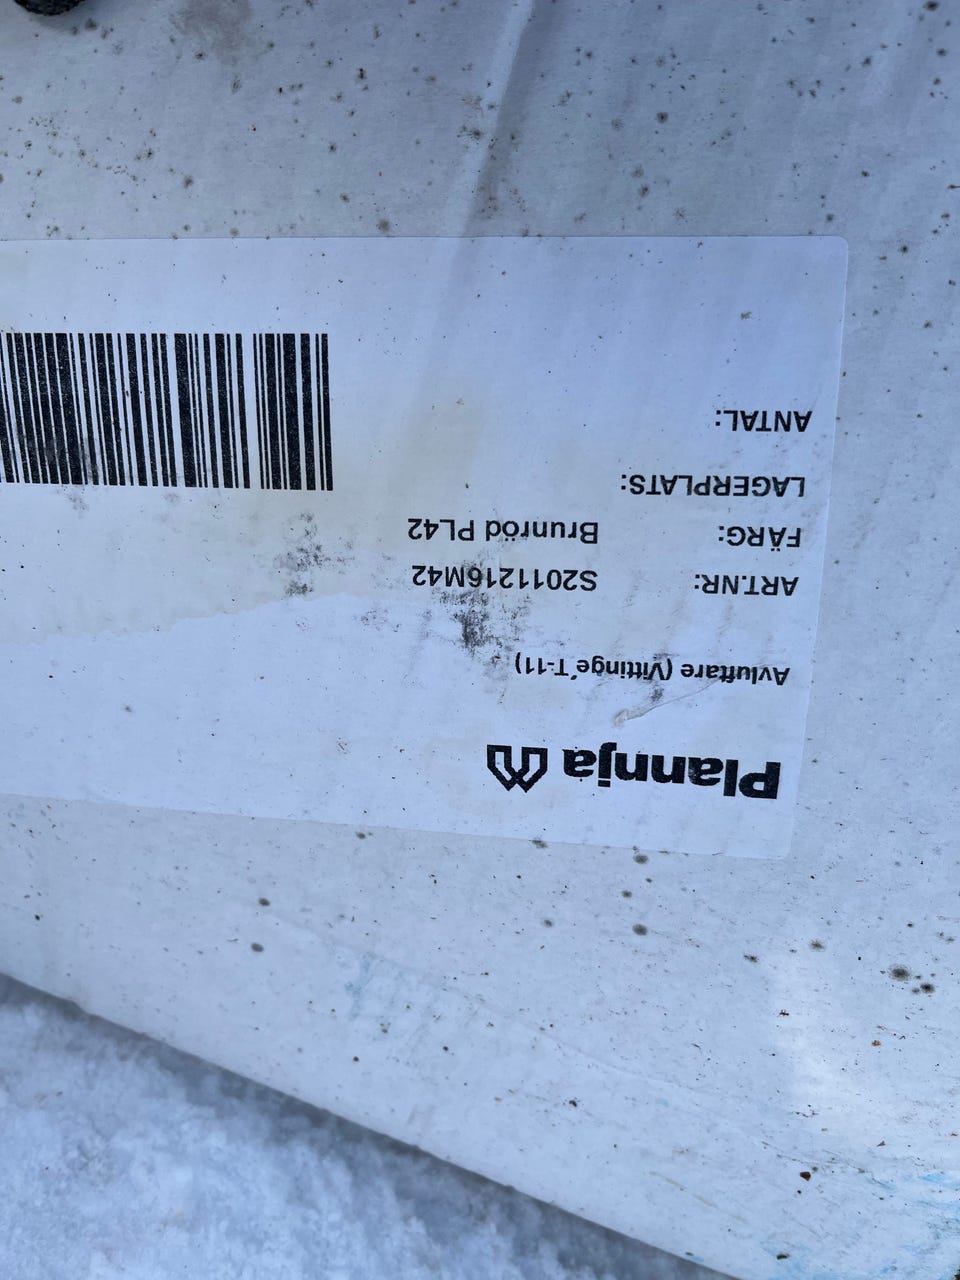 Plannja
Avluftare (Vittinge T-11)
ART.NR: S2011216M42
FÄRG: Brunröd PL42
LAGERPLATS:
ANTAL: